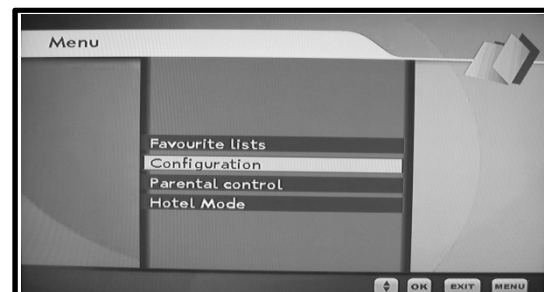 Menu
Favourite lists
Configuration
Parental control
Hotel Mode
OK EXIT MENU